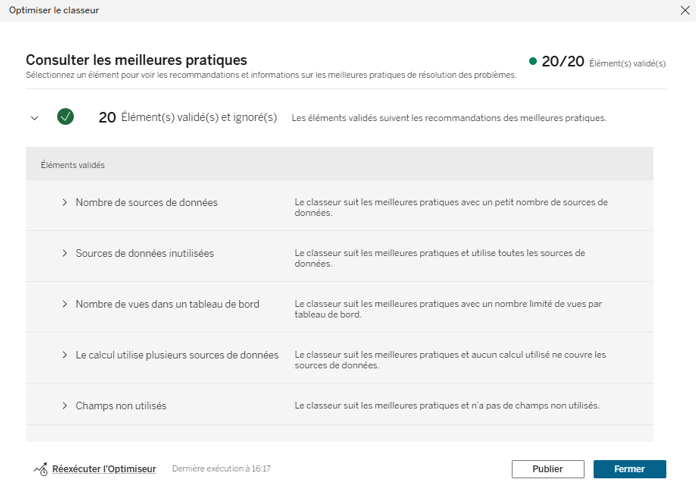 Optimiser le classeur
Consulter les meilleures pratiques
20/20 Élément(s) validé(s)
Sélectionnez un élément pour voir les recommandations et informations sur les meilleures pratiques de résolution des problèmes.
20 Élément(s) validé(s) et ignoré(s) Les éléments validés suivent les recommandations des meilleures pratiques.
Éléments validés
Nombre de sources de données
Le classeur suit les meilleures pratiques avec un petit nombre de sources de
données.
Sources de données inutilisées
Le classeur suit les meilleures pratiques et utilise toutes les sources de
données.
Nombre de vues dans un tableau de bord
Le classeur suit les meilleures pratiques avec un nombre limité de vues par
tableau de bord.
Le calcul utilise plusieurs sources de données
Le classeur suit les meilleures pratiques et aucun calcul utilisé ne couvre les
sources de données.
Champs non utilisés
Le classeur suit les meilleures pratiques et n'a pas de champs non utilisés.
Réexécuter l'Optimiseur
Dernière exécution à 16:17
Publier
Fermer